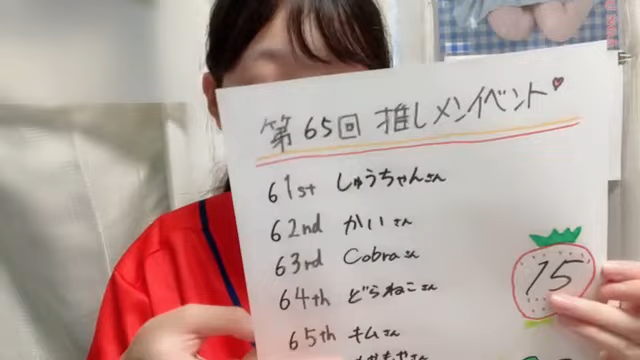 第65回 推しメンイベント
61st しゅうちゃんさん
62nd かいさん
63rd Cobraさん
64th どらねこさん
65th キムさん
15